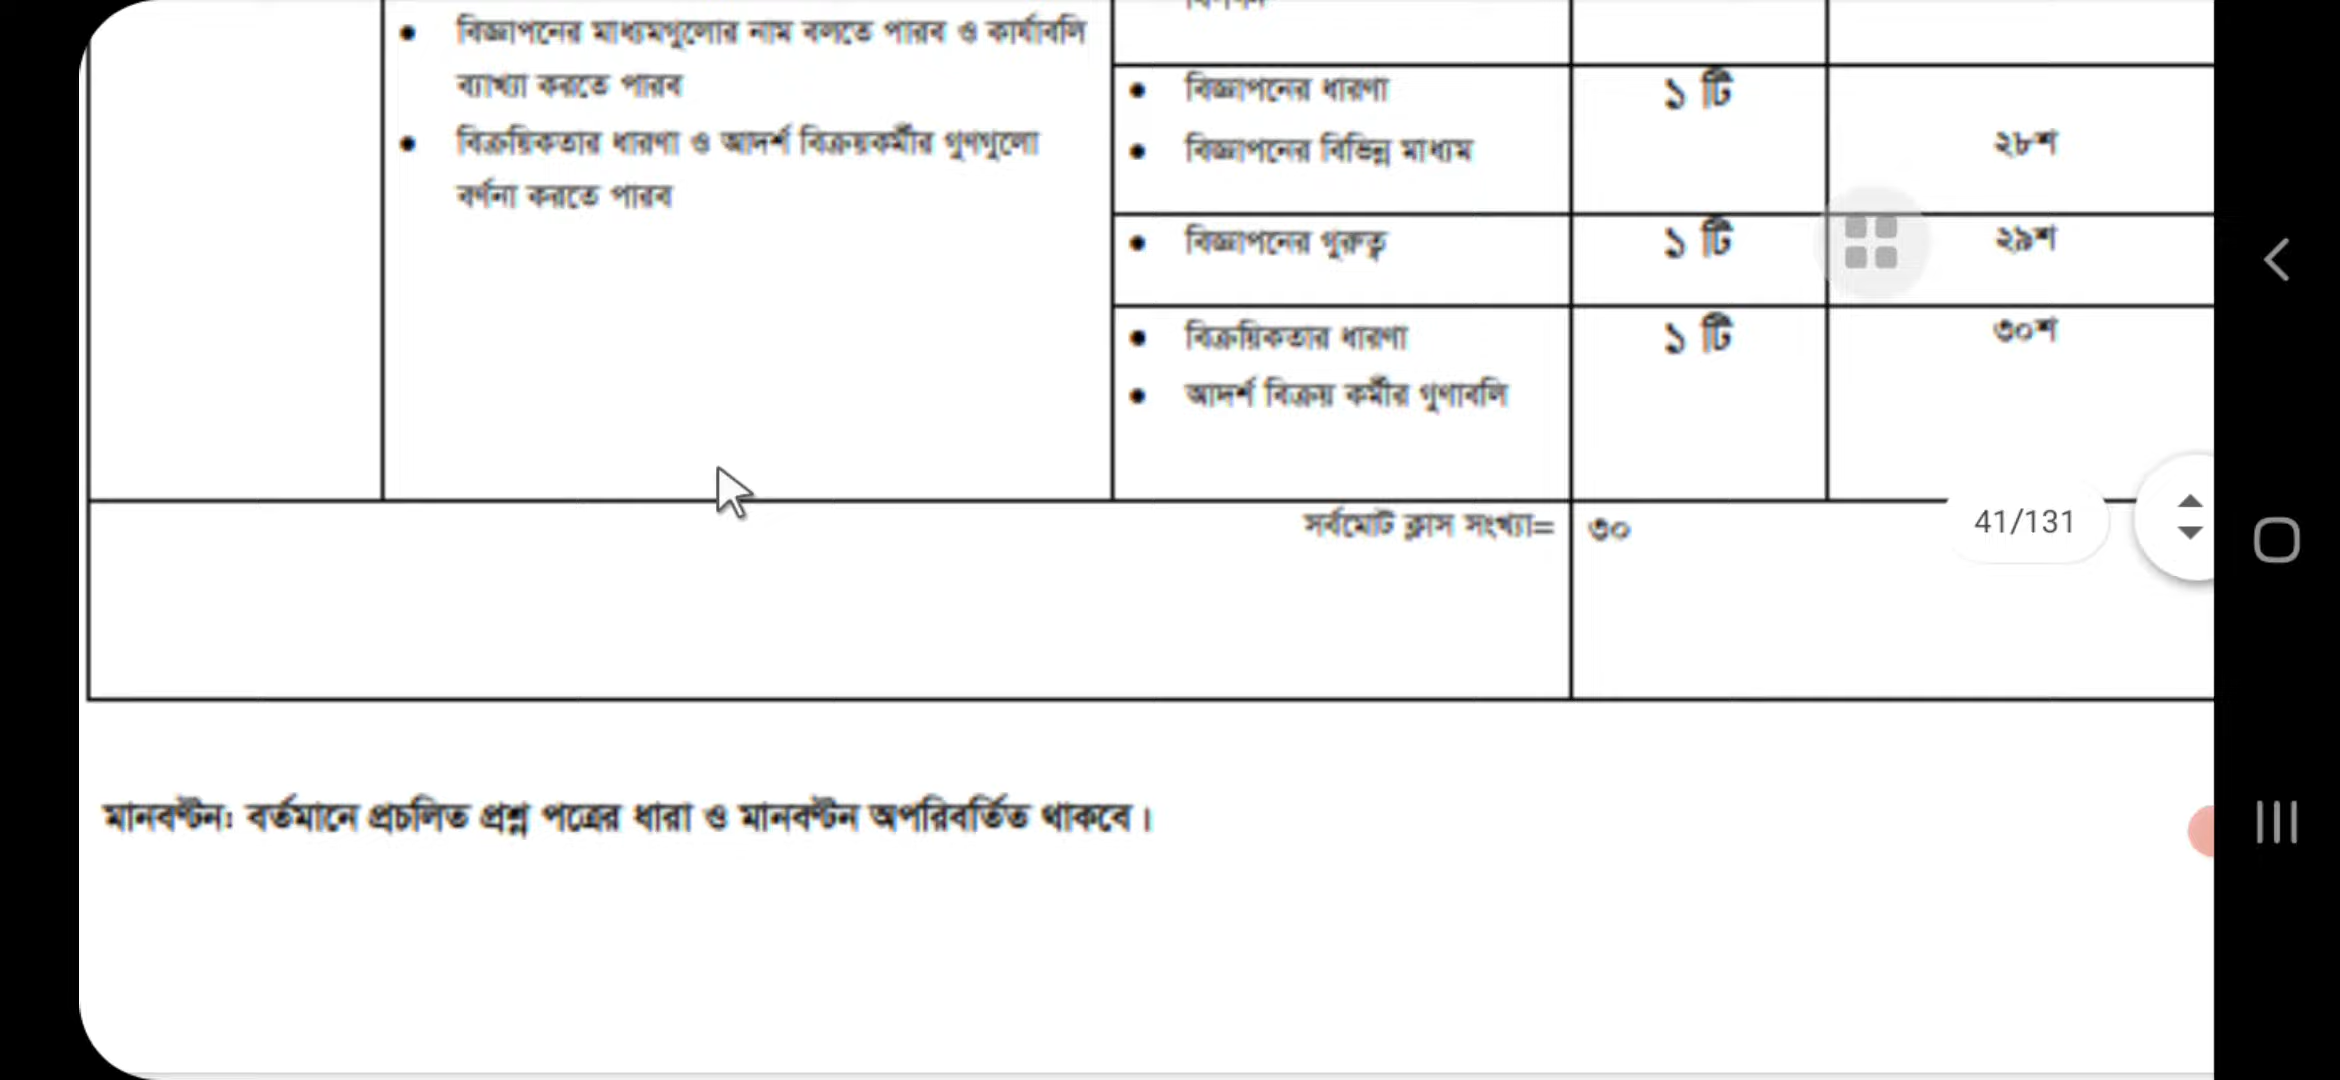 বিজ্ঞাপনের মাধ্যমগুলোর নাম বলতে পারব ও কার্যাবলি
ব্যাখ্যা করতে পারব
বিক্রয়িকতার ধারণা ও আদর্শ বিক্রয়কর্মীর গুণগুলো
বর্ণনা করতে পারব
বিজ্ঞাপনের ধারণা
বিজ্ঞাপনের বিভিন্ন মাধ্যম
১ টি
২৮শ
বিজ্ঞাপনের গুরুত্ব
১ টি
২৯শ
বিক্রয়িকতার ধারণা
আদর্শ বিক্রয় কর্মীর গুণাবলি
১ টি
৩০শ
সর্বমোট ক্লাস সংখ্যা=
৩০
41/131
মানবণ্টন: বর্তমানে প্রচলিত প্রশ্ন পত্রের ধারা ও মানবণ্টন অপরিবর্তিত থাকবে।